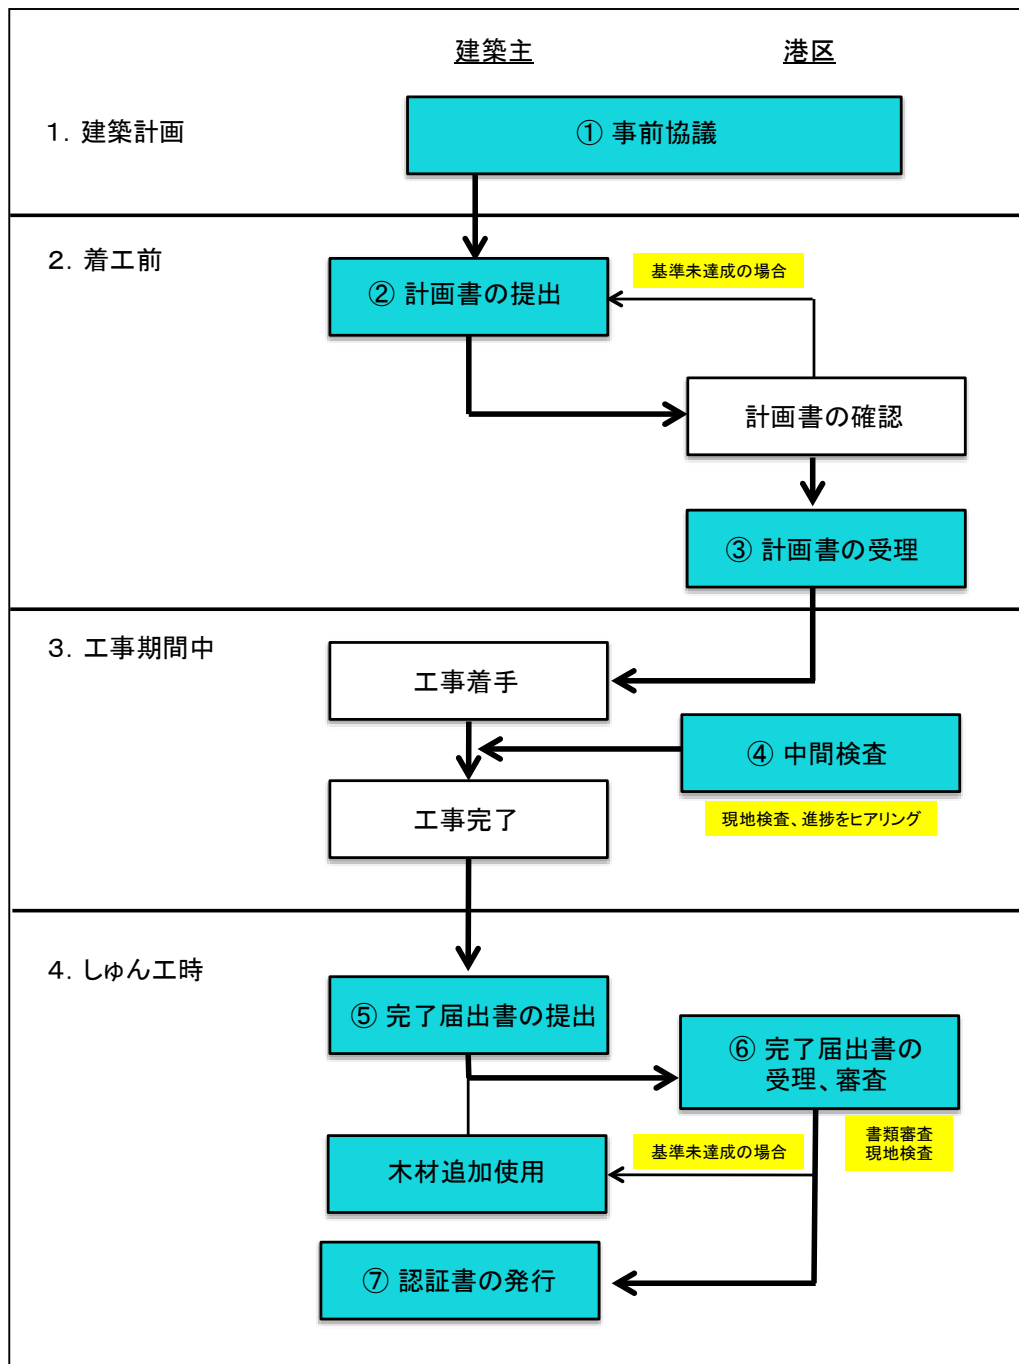 建築主
港区
1. 建築計画
① 事前協議
2. 着工前
② 計画書の提出
基準未達成の場合
計画書の確認
③ 計画書の受理
3. 工事期間中
工事着手
④ 中間検査
現地検査、進捗をヒアリング
工事完了
4. しゅん工時
⑤ 完了届出書の提出
⑥ 完了届出書の
受理、審査
書類審査
現地検査
基準未達成の場合
木材追加使用
⑦ 認証書の発行